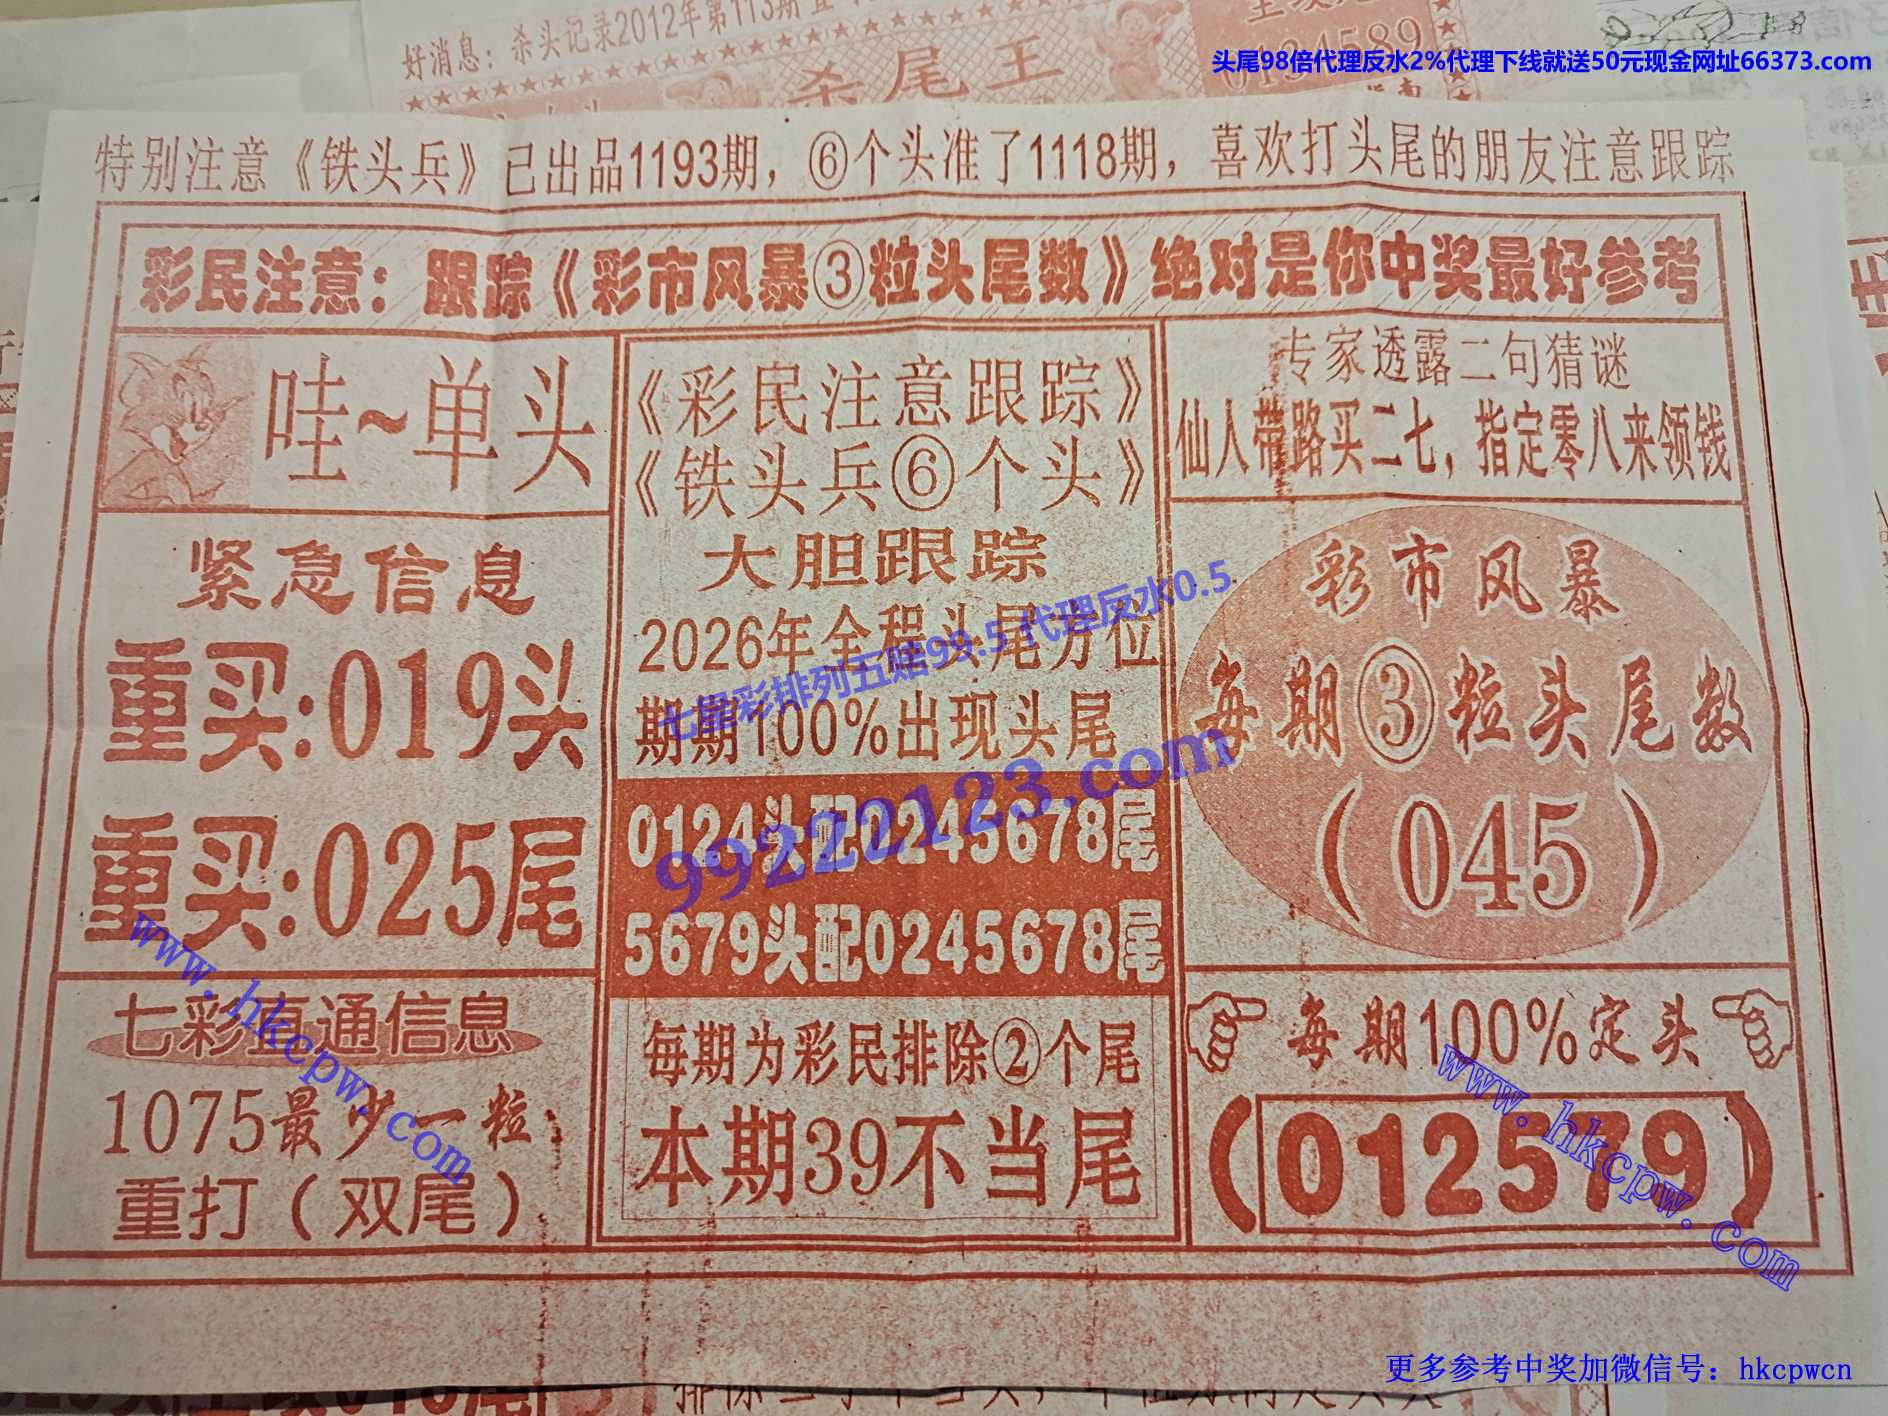 好消息：杀头记录2012年第113期
杀尾王
头尾98倍代理反水2%代理下线就送50元现金网址66373.com
特别注意《铁头兵》已出品1193期，⑥个头准了1118期，喜欢打头尾的朋友注意跟踪
彩民注意：跟踪《彩市风暴③粒头尾数》绝对是你中奖最好参考
哇~单头
紧急信息
重买:019头
重买:025尾
七彩直通信息
1075最少一粒
重打（双尾）
《彩民注意跟踪》
《铁头兵⑥个头》
大胆跟踪
2026年全程头尾方位
期期100%出现头尾
0124头配0245678尾
5679头配0245678尾
每期为彩民排除②个尾
本期39不当尾
专家透露二句猜谜
仙人带路买二七，指定零八来领钱
彩市风暴
每期③粒头尾数
（045）
每期100%定头
（012579）
七星彩排列五赔99.5 代理反水0.5
99222123.com
www.hkcpw.com
www.hkcpw.com
更多参考中奖加微信号：hkcpwcn